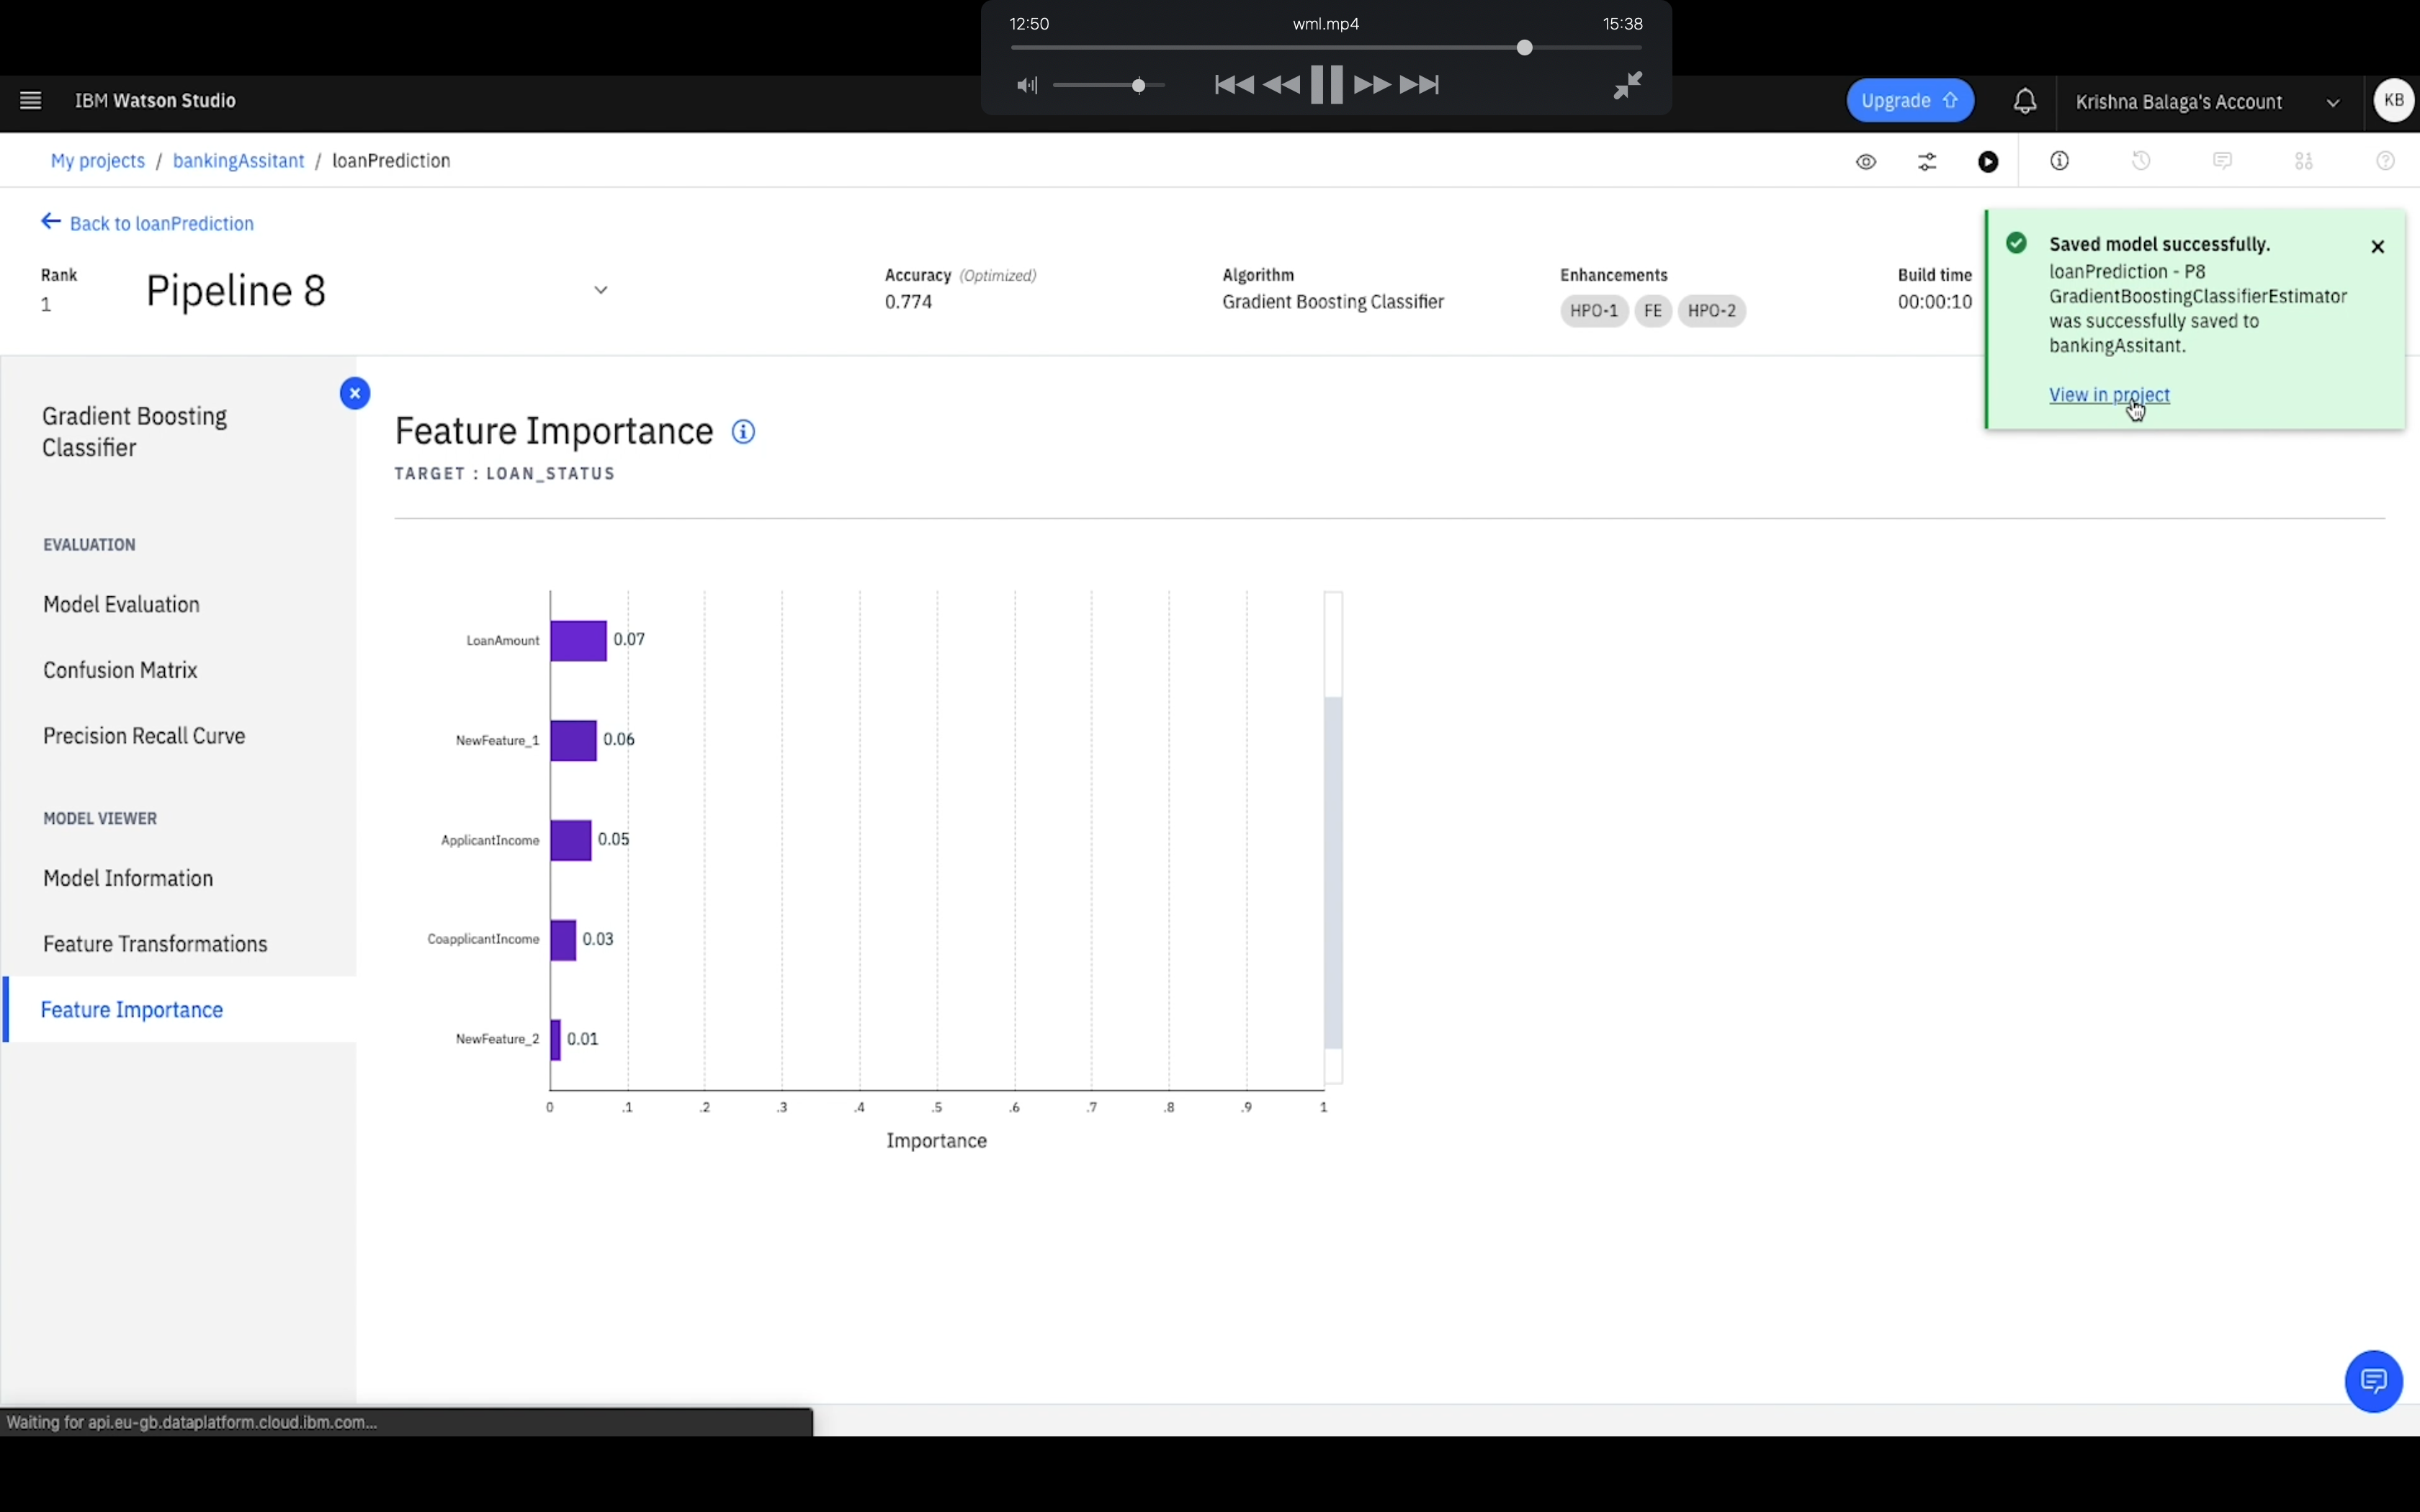 12:50 wml.mp4 15:38
IBM Watson Studio
Upgrade
Krishna Balaga's Account
KB
My projects / bankingAssitant / loanPrediction
Back to loanPrediction
Rank
1
Pipeline 8
Accuracy (Optimized)
0.774
Algorithm
Gradient Boosting Classifier
Enhancements
HPO-1 FE HPO-2
Build time
00:00:10
Saved model successfully.
loanPrediction - P8
GradientBoostingClassifierEstimator
was successfully saved to
bankingAssitant.
View in project
Gradient Boosting
Classifier
EVALUATION
Model Evaluation
Confusion Matrix
Precision Recall Curve
MODEL VIEWER
Model Information
Feature Transformations
Feature Importance
Feature Importance
TARGET : LOAN_STATUS
LoanAmount 0.07
NewFeature_1 0.06
ApplicantIncome 0.05
CoapplicantIncome 0.03
NewFeature_2 0.01
0 .1 .2 .3 .4 .5 .6 .7 .8 .9 1
Importance
Waiting for api.eu-gb.dataplatform.cloud.ibm.com...